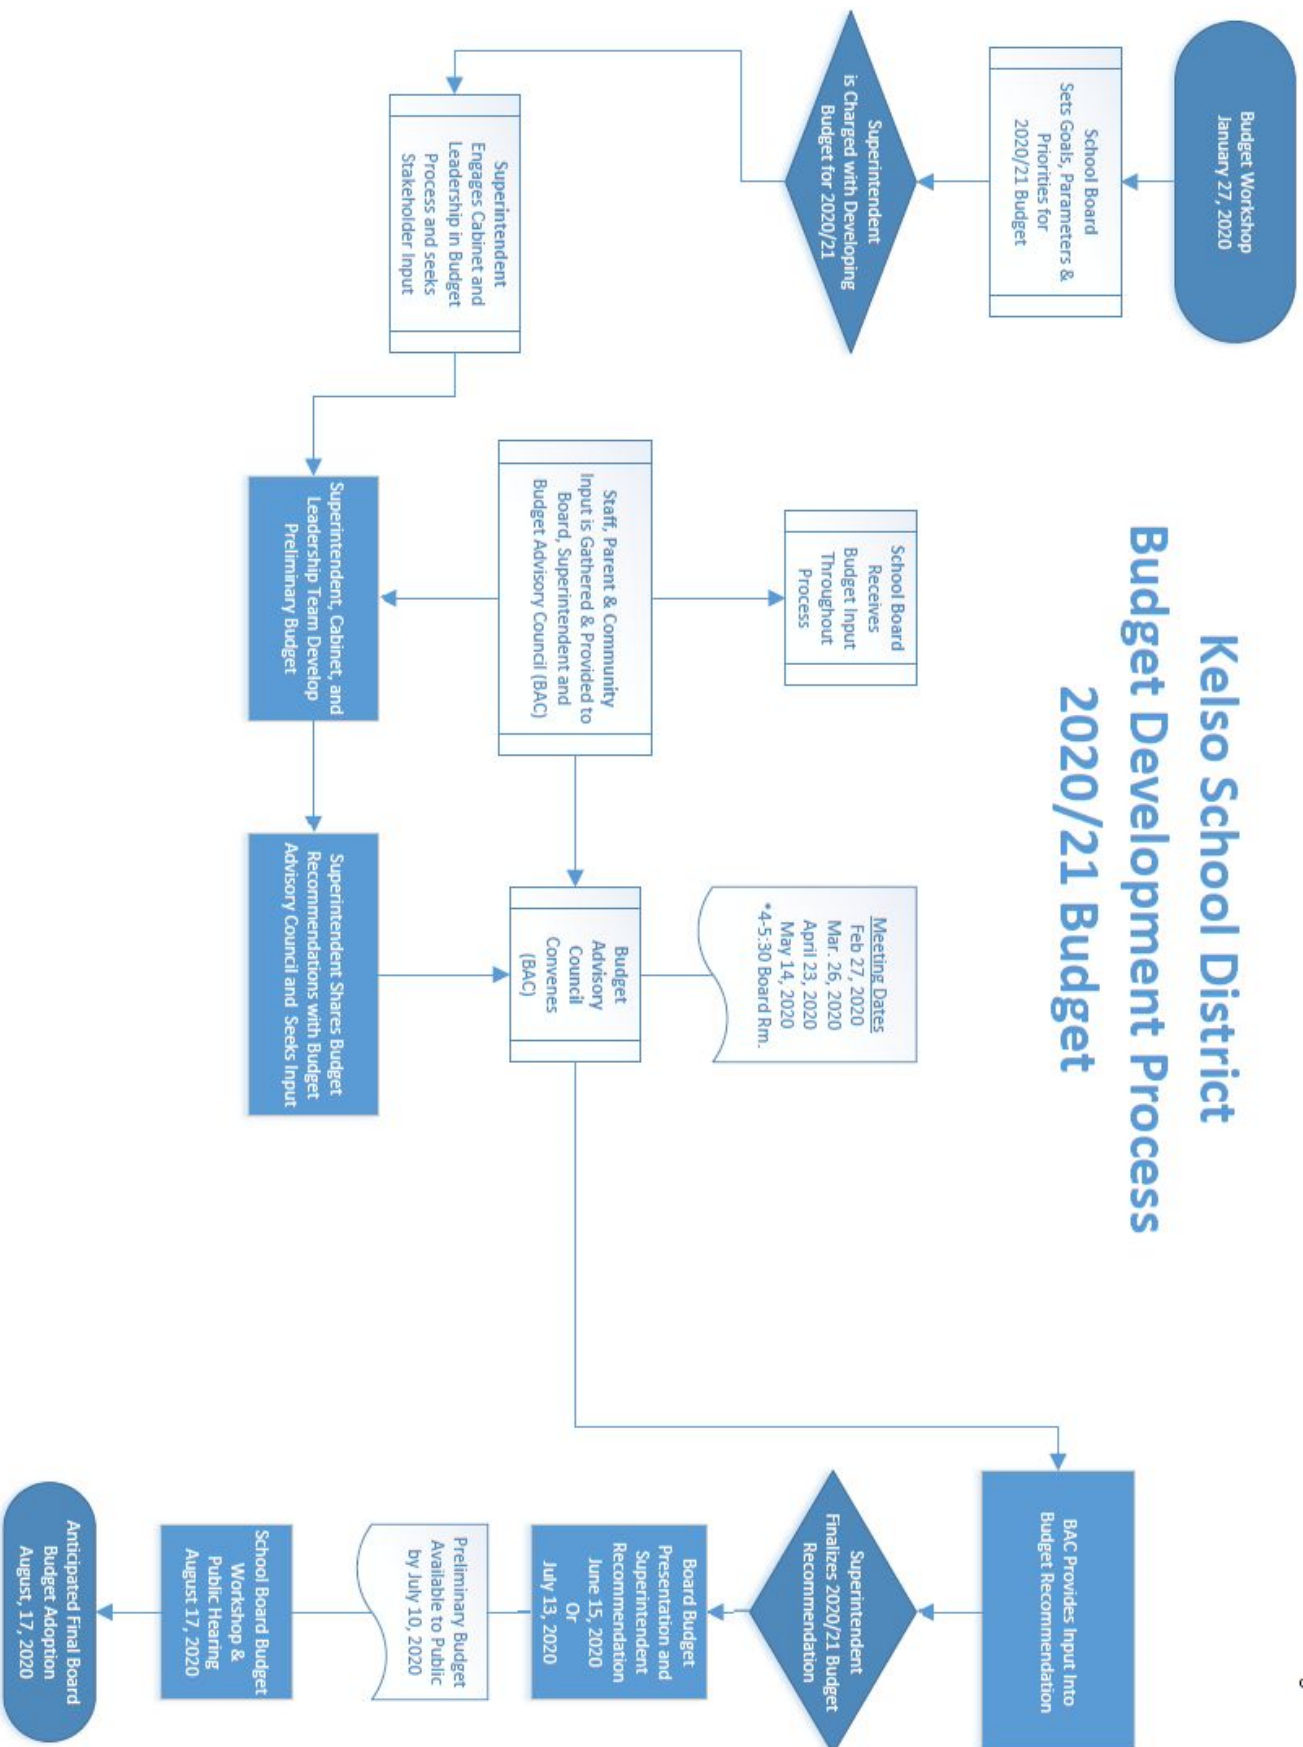 Kelso School District
Budget Development Process
2020/21 Budget
Budget Workshop
January 27, 2020
School Board
Sets Goals, Parameters &
Priorities for
2020/21 Budget
Superintendent
is Charged with Developing
Budget for 2020/21
Superintendent
Engages Cabinet and
Leadership in Budget
Process and seeks
Stakeholder Input
School Board
Receives
Budget Input
Throughout
Process
Staff, Parent & Community
Input is Gathered & Provided to
Board, Superintendent and
Budget Advisory Council (BAC)
Superintendent, Cabinet, and
Leadership Team Develop
Preliminary Budget
Meeting Dates
Feb 27, 2020
Mar. 26, 2020
April 23, 2020
May 14, 2020
*4-5:30 Board Rm.
Budget
Advisory
Council
Convenes
(BAC)
Superintendent Shares Budget
Recommendations with Budget
Advisory Council and Seeks Input
BAC Provides Input Into
Budget Recommendation
Superintendent
Finalizes 2020/21 Budget
Recommendation
Board Budget
Presentation and
Superintendent
Recommendation
June 15, 2020
Or
July 13, 2020
Preliminary Budget
Available to Public
by July 10, 2020
School Board Budget
Workshop &
Public Hearing
August 17, 2020
Anticipated Final Board
Budget Adoption
August, 17, 2020